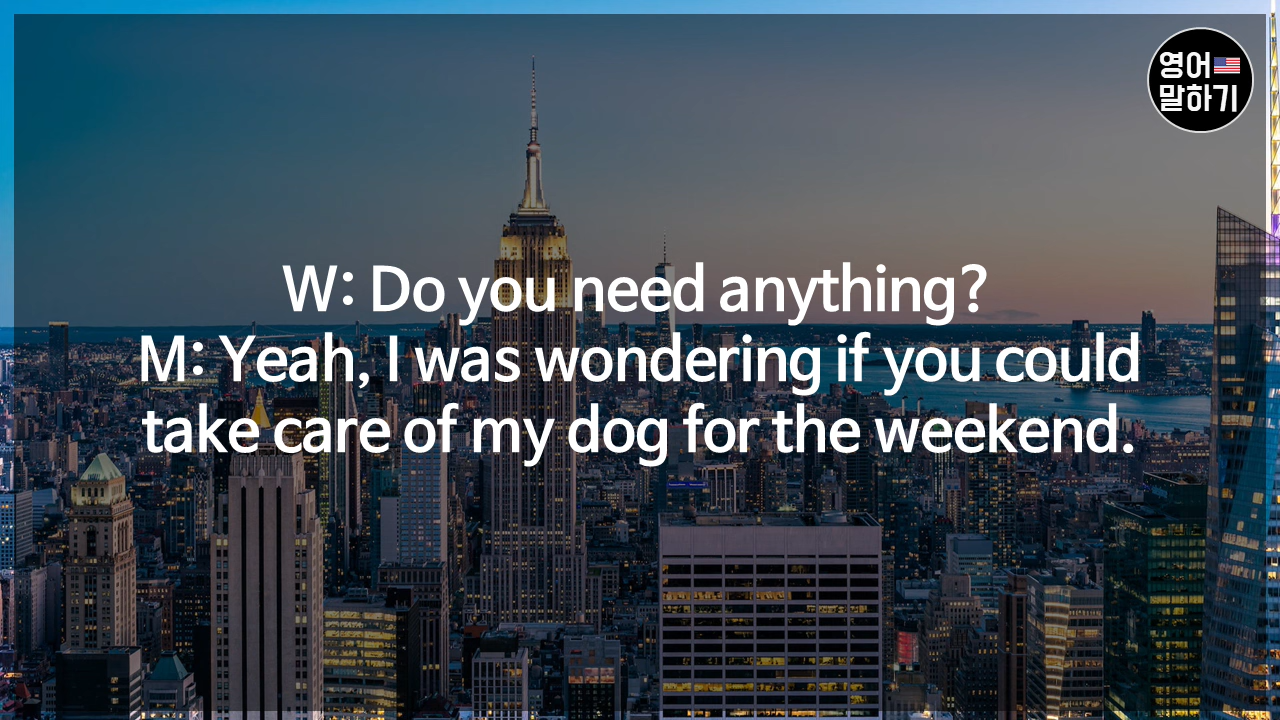 영어
말하기
W: Do you need anything?
M: Yeah, I was wondering if you could
take care of my dog for the weekend.